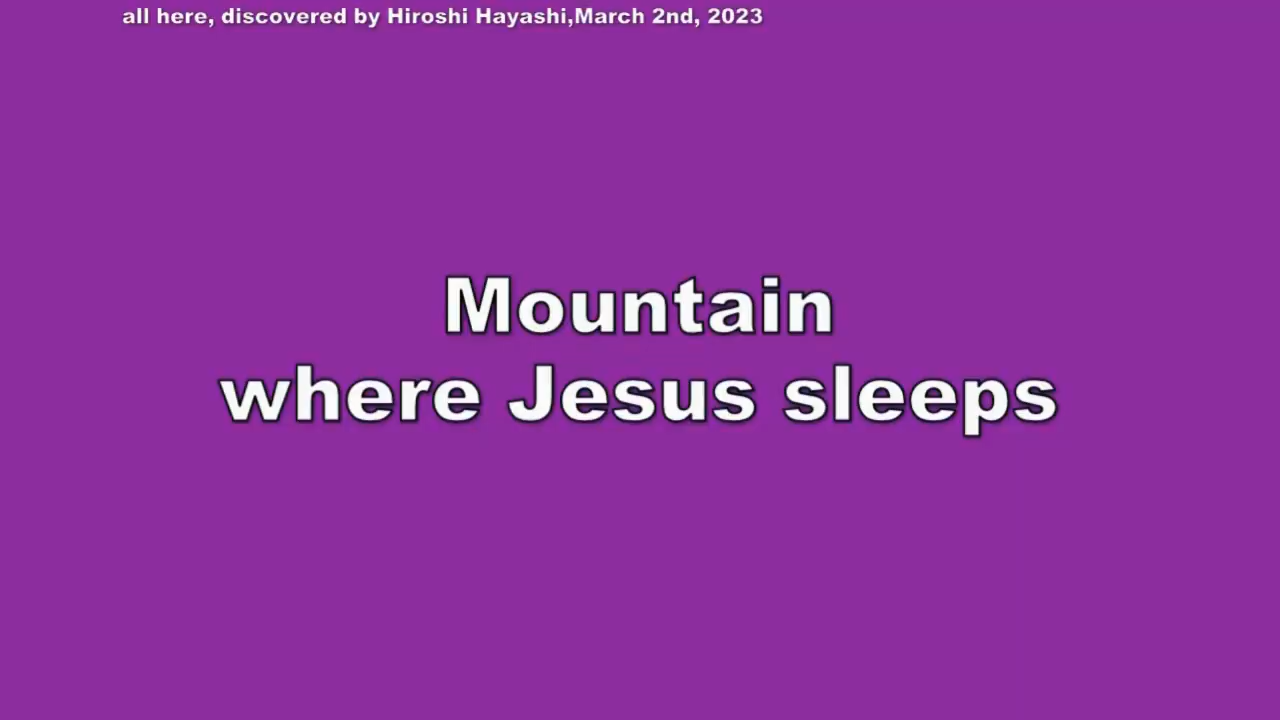 all here, discovered by Hiroshi Hayashi,March 2nd, 2023
Mountain
where Jesus sleeps